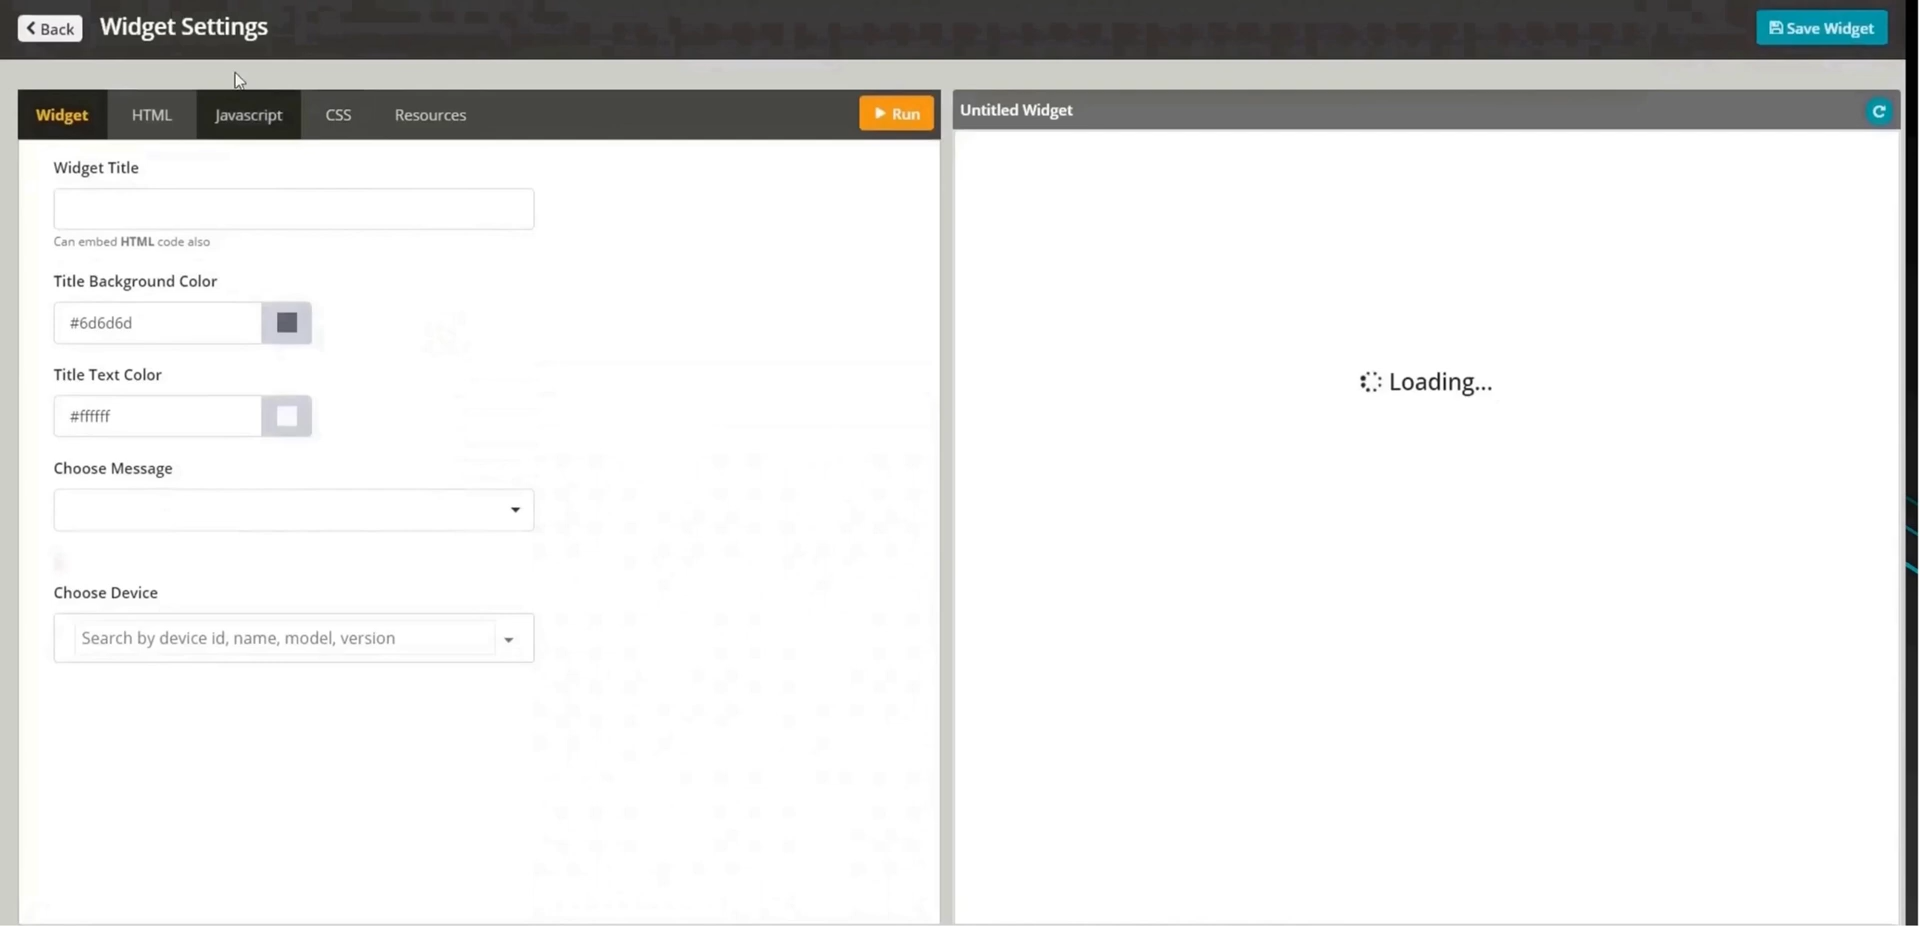 Back
Widget Settings
Save Widget
Widget
HTML
Javascript
CSS
Resources
Run
Untitled Widget
Widget Title
Can embed HTML code also
Title Background Color
#6d6d6d
Title Text Color
#ffffff
Choose Message
Choose Device
Search by device id, name, model, version
Loading...